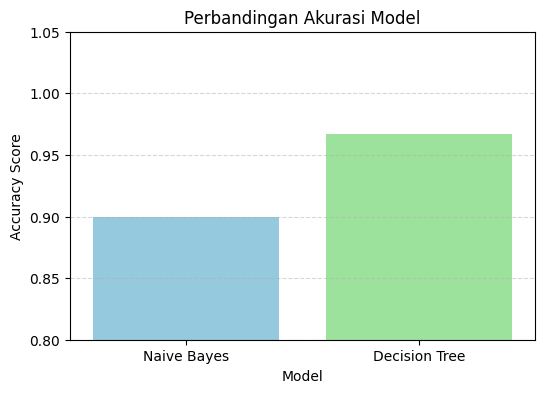 Perbandingan Akurasi Model
Accuracy Score
1.05
1.00
0.95
0.90
0.85
0.80
Naive Bayes
Decision Tree
Model